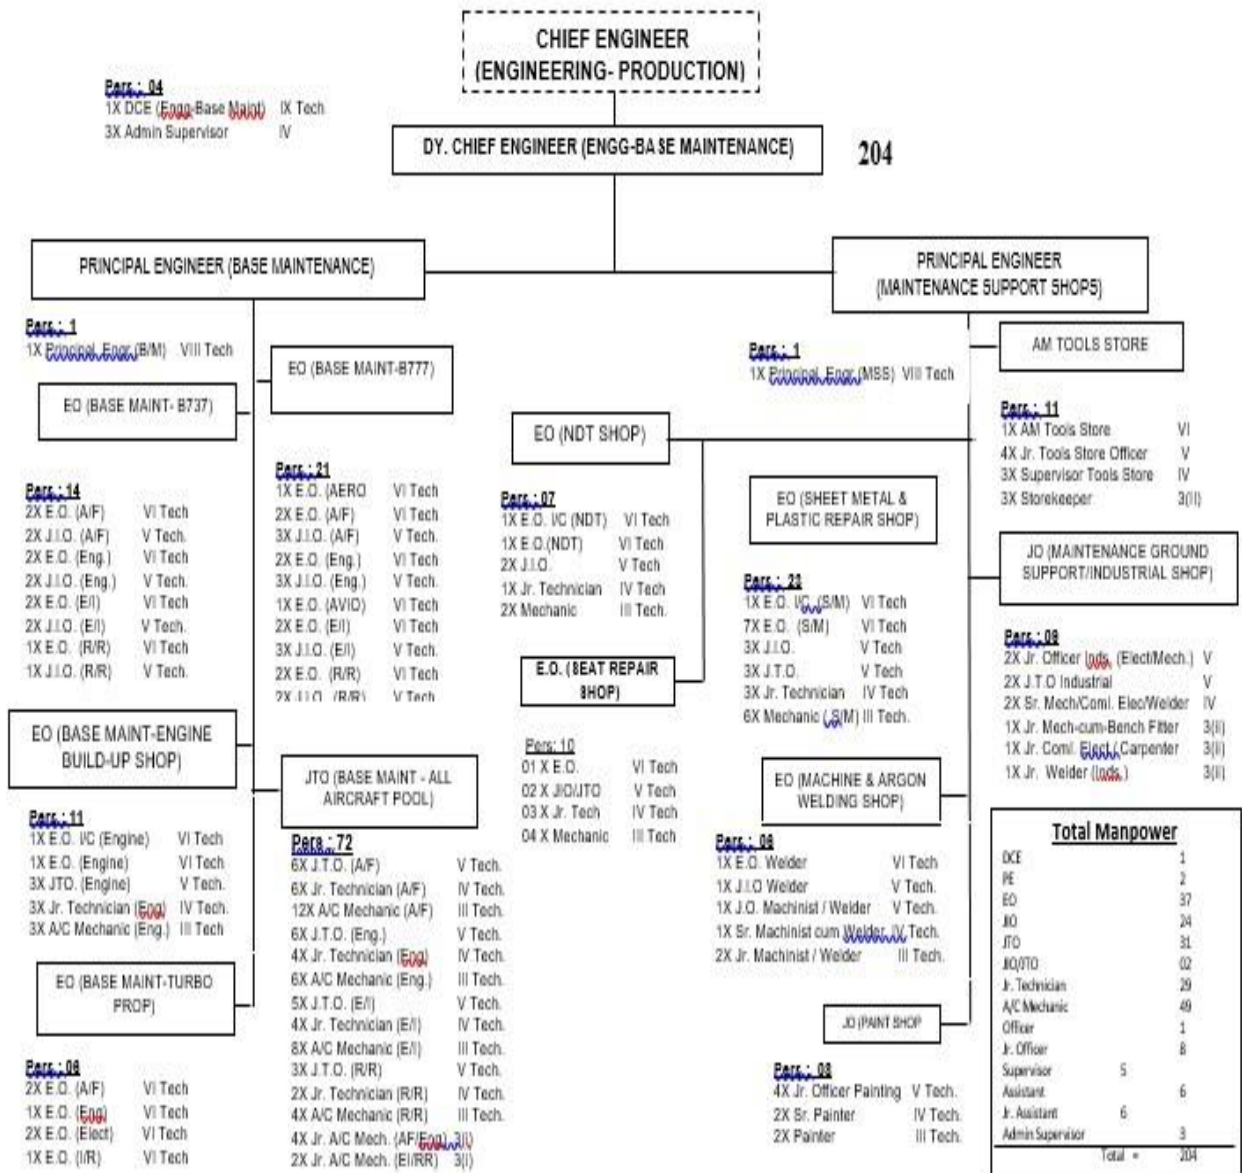 CHIEF ENGINEER
(ENGINEERING- PRODUCTION)
Pers.: 04
1X DCE (Engg-Base Maint) IX Tech
3X Admin Supervisor IV
DY. CHIEF ENGINEER (ENGG-BASE MAINTENANCE)
204
PRINCIPAL ENGINEER (BASE MAINTENANCE)
Pers.: 1
1X Principal Engr (B/M) VIII Tech
EO (BASE MAINT- B737)
Pers.: 14
2X E.O. (A/F) VI Tech
2X J.I.O. (A/F) V Tech.
2X E.O. (Eng.) VI Tech
2X J.I.O. (Eng.) V Tech.
2X E.O. (E/I) VI Tech
2X J.I.O. (E/I) V Tech.
1X E.O. (R/R) VI Tech
1X J.I.O. (R/R) V Tech.
EO (BASE MAINT-B777)
Pers.: 21
1X E.O. (AERO VI Tech
2X E.O. (A/F) VI Tech
3X J.I.O. (A/F) V Tech.
2X E.O. (Eng.) VI Tech
3X J.I.O. (Eng.) V Tech.
1X E.O. (AVIO) VI Tech
2X E.O. (E/I) VI Tech
3X J.I.O. (E/I) V Tech.
2X E.O. (R/R) VI Tech
2X J.I.O. (R/R) V Tech.
EO (BASE MAINT-ENGINE
BUILD-UP SHOP)
Pers.: 11
1X E.O. I/C (Engine) VI Tech
1X E.O. (Engine) VI Tech
3X JTO. (Engine) V Tech.
3X Jr. Technician (Eng) IV Tech.
3X A/C Mechanic (Eng.) III Tech
EO (BASE MAINT-TURBO
PROP)
Pers.: 06
2X E.O. (A/F) VI Tech
1X E.O. (Eng) VI Tech
2X E.O. (Elect) VI Tech
1X E.O. (I/R) VI Tech
JTO (BASE MAINT - ALL
AIRCRAFT POOL)
Pers.: 72
6X J.T.O. (A/F) V Tech.
6X Jr. Technician (A/F) IV Tech.
12X A/C Mechanic (A/F) III Tech.
6X J.T.O. (Eng.) V Tech.
4X Jr. Technician (Eng) IV Tech.
6X A/C Mechanic (Eng.) III Tech.
5X J.T.O. (E/I) V Tech.
4X Jr. Technician (E/I) IV Tech.
8X A/C Mechanic (E/I) III Tech.
3X J.T.O. (R/R) V Tech.
2X Jr. Technician (R/R) IV Tech.
4X A/C Mechanic (R/R) III Tech.
4X Jr. A/C Mech. (AF/Eng) 3(i)
2X Jr. A/C Mech. (EI/RR) 3(i)
PRINCIPAL ENGINEER
(MAINTENANCE SUPPORT SHOPS)
Pers.: 1
1X Principal Engr (MSS) VIII Tech
EO (NDT SHOP)
Pers.: 07
1X E.O. I/C (NDT) VI Tech
1X E.O.(NDT) VI Tech
2X J.I.O. V Tech.
1X Jr. Technician IV Tech
2X Mechanic III Tech.
E.O. (SEAT REPAIR
SHOP)
Pers: 10
01 X E.O. VI Tech
02 X JIO/JTO V Tech
03 X Jr. Tech IV Tech
04 X Mechanic III Tech
EO (SHEET METAL &
PLASTIC REPAIR SHOP)
Pers.: 23
1X E.O. I/C (S/M) VI Tech
7X E.O. (S/M) VI Tech
3X J.I.O. V Tech.
3X J.T.O. V Tech.
3X Jr. Technician IV Tech
6X Mechanic (S/M) III Tech.
EO (MACHINE & ARGON
WELDING SHOP)
Pers.: 06
1X E.O. Welder VI Tech
1X J.I.O Welder V Tech.
1X J.O. Machinist / Welder V Tech.
1X Sr. Machinist cum Welder IV Tech.
2X Jr. Machinist / Welder III Tech.
JO (PAINT SHOP
Pers.: 08
4X Jr. Officer Painting V Tech.
2X Sr. Painter IV Tech.
2X Painter III Tech.
AM TOOLS STORE
Pers.: 11
1X AM Tools Store VI
4X Jr. Tools Store Officer V
3X Supervisor Tools Store IV
3X Storekeeper 3(II)
JO (MAINTENANCE GROUND
SUPPORT/INDUSTRIAL SHOP)
Pers.: 09
2X Jr. Officer Inds. (Elect/Mech.) V
2X J.T.O Industrial V
2X Sr. Mech/Coml. Elec/Welder IV
1X Jr. Mech-cum-Bench Fitter 3(ii)
1X Jr. Coml. Elect / Carpenter 3(ii)
1X Jr. Welder (Inds.) 3(ii)
Total Manpower
DCE 1
PE 2
EO 37
JIO 24
JTO 31
JIO/JTO 02
Jr. Technician 29
A/C Mechanic 49
Officer 1
Jr. Officer 8
Supervisor 5
Assistant 6
Jr. Assistant 6
Admin Supervisor 3
Total = 204